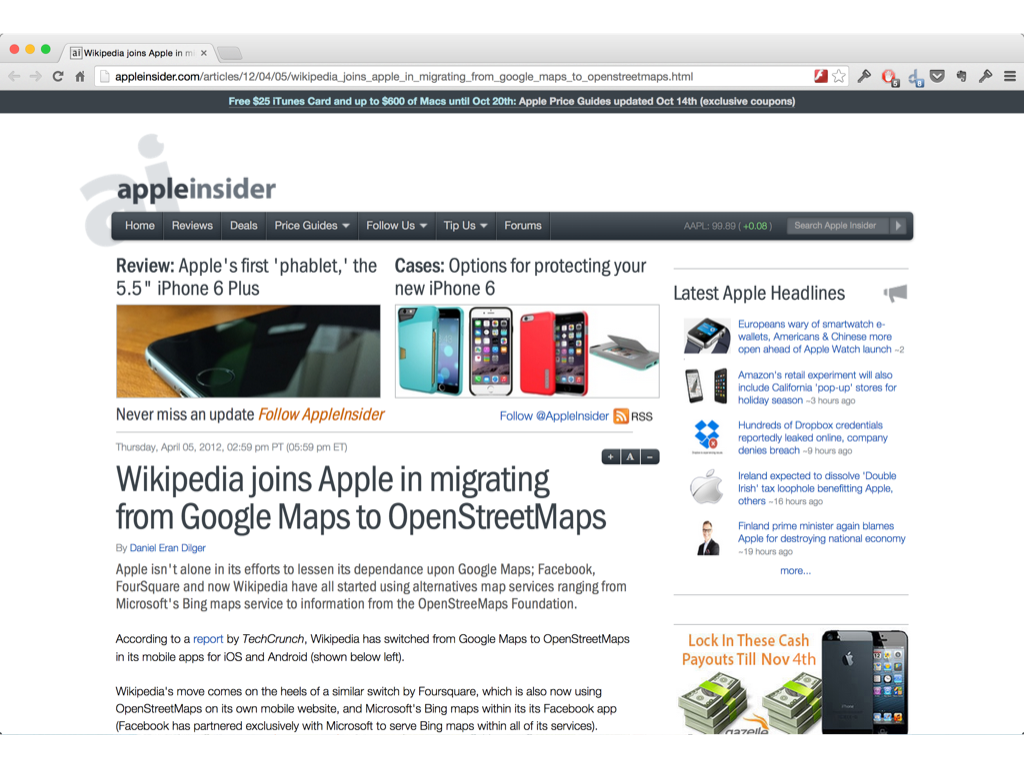 Wikipedia joins Apple in mi
appleinsider.com/articles/12/04/05/wikipedia_joins_apple_in_migrating_from_google_maps_to_openstreetmaps.html
Free $25 iTunes Card and up to $600 of Macs until Oct 20th: Apple Price Guides updated Oct 14th (exclusive coupons)
ai
appleinsider
Home Reviews Deals Price Guides Follow Us Tip Us Forums AAPL: 99.89 ( +0.08 ) Search Apple Insider
Review: Apple's first 'phablet,' the
5.5" iPhone 6 Plus
Cases: Options for protecting your
new iPhone 6
Never miss an update Follow AppleInsider
Follow @AppleInsider RSS
Thursday, April 05, 2012, 02:59 pm PT (05:59 pm ET)
+ A −
Wikipedia joins Apple in migrating
from Google Maps to OpenStreetMaps
By Daniel Eran Dilger
Apple isn't alone in its efforts to lessen its dependance upon Google Maps; Facebook,
FourSquare and now Wikipedia have all started using alternatives map services ranging from
Microsoft's Bing maps service to information from the OpenStreeMaps Foundation.
According to a report by TechCrunch, Wikipedia has switched from Google Maps to OpenStreetMaps
in its mobile apps for iOS and Android (shown below left).
Wikipedia's move comes on the heels of a similar switch by Foursquare, which is also now using
OpenStreetMaps on its own mobile website, and Microsoft's Bing maps within its its Facebook app
(Facebook has partnered exclusively with Microsoft to serve Bing maps within all of its services).
Latest Apple Headlines
Europeans wary of smartwatch e-
wallets, Americans & Chinese more
open ahead of Apple Watch launch ~2
Amazon's retail experiment will also
include California 'pop-up' stores for
holiday season ~3 hours ago
Hundreds of Dropbox credentials
reportedly leaked online, company
denies breach ~9 hours ago
Ireland expected to dissolve 'Double
Irish' tax loophole benefitting Apple,
others ~16 hours ago
Finland prime minister again blames
Apple for destroying national economy
~19 hours ago
more...
Lock In These Cash
Payouts Till Nov 4th
gazelle
iPhone